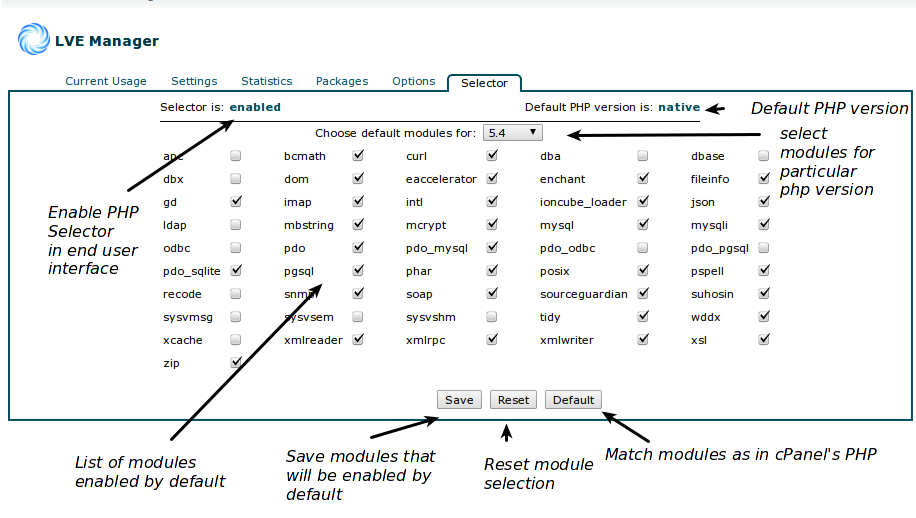 LVE Manager
Current Usage Settings Statistics Packages Options Selector
Selector is: enabled Default PHP version is: native Default PHP version
Choose default modules for: 5.4 select
modules for
particular
php version
apc bcmath curl dba dbase
dbx dom eaccelerator enchant fileinfo
gd imap intl ioncube_loader json
ldap mbstring mcrypt mysql mysqli
odbc pdo pdo_mysql pdo_odbc pdo_pgsql
pdo_sqlite pgsql phar posix pspell
recode snmp soap sourceguardian suhosin
sysvmsg sysvsem sysvshm tidy wddx
xcache xmlreader xmlrpc xmlwriter xsl
zip
Enable PHP
Selector
in end user
interface
Save Reset Default
List of modules
enabled by default
Save modules that
will be enabled by
default
Reset module
selection
Match modules as in cPanel's PHP